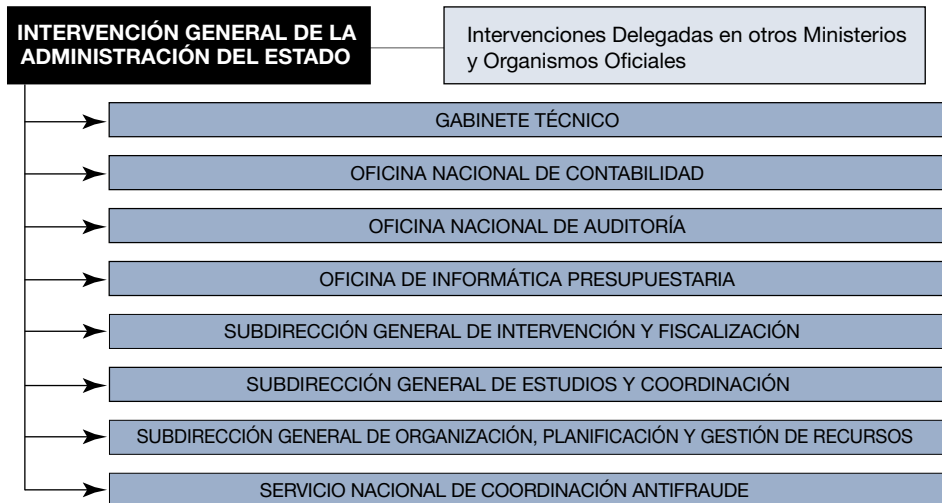 INTERVENCIÓN GENERAL DE LA
ADMINISTRACIÓN DEL ESTADO
Intervenciones Delegadas en otros Ministerios
y Organismos Oficiales
GABINETE TÉCNICO
OFICINA NACIONAL DE CONTABILIDAD
OFICINA NACIONAL DE AUDITORÍA
OFICINA DE INFORMÁTICA PRESUPUESTARIA
SUBDIRECCIÓN GENERAL DE INTERVENCIÓN Y FISCALIZACIÓN
SUBDIRECCIÓN GENERAL DE ESTUDIOS Y COORDINACIÓN
SUBDIRECCIÓN GENERAL DE ORGANIZACIÓN, PLANIFICACIÓN Y GESTIÓN DE RECURSOS
SERVICIO NACIONAL DE COORDINACIÓN ANTIFRAUDE